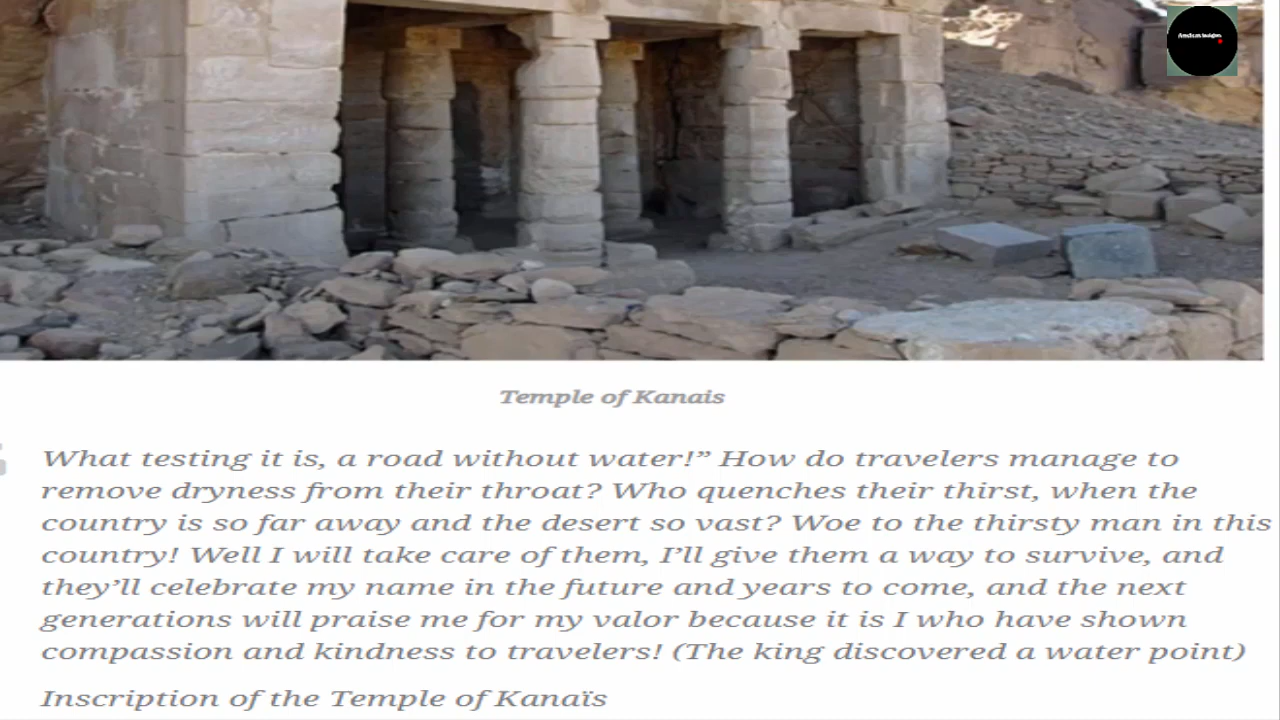 Temple of Kanais
What testing it is, a road without water!” How do travelers manage to
remove dryness from their throat? Who quenches their thirst, when the
country is so far away and the desert so vast? Woe to the thirsty man in this
country! Well I will take care of them, I’ll give them a way to survive, and
they’ll celebrate my name in the future and years to come, and the next
generations will praise me for my valor because it is I who have shown
compassion and kindness to travelers! (The king discovered a water point)
Inscription of the Temple of Kanaïs